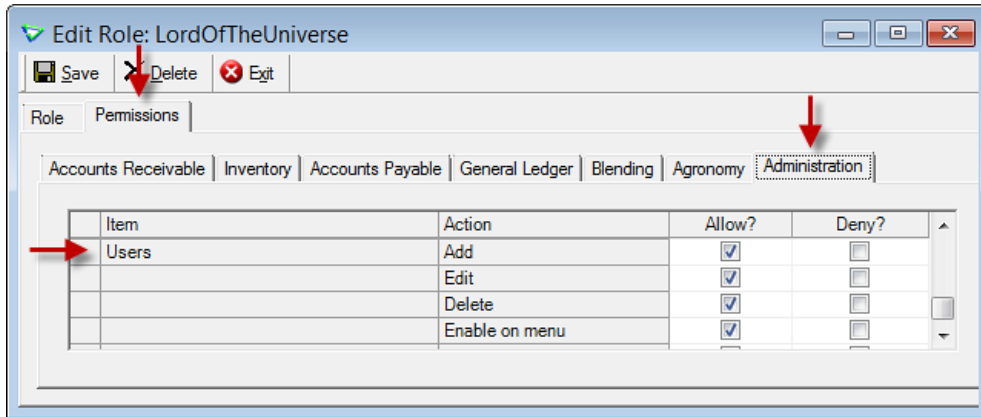 Edit Role: LordOfTheUniverse
Save Delete Exit
Role Permissions
Accounts Receivable Inventory Accounts Payable General Ledger Blending Agronomy Administration
Item Action Allow? Deny?
Users Add
Edit
Delete
Enable on menu